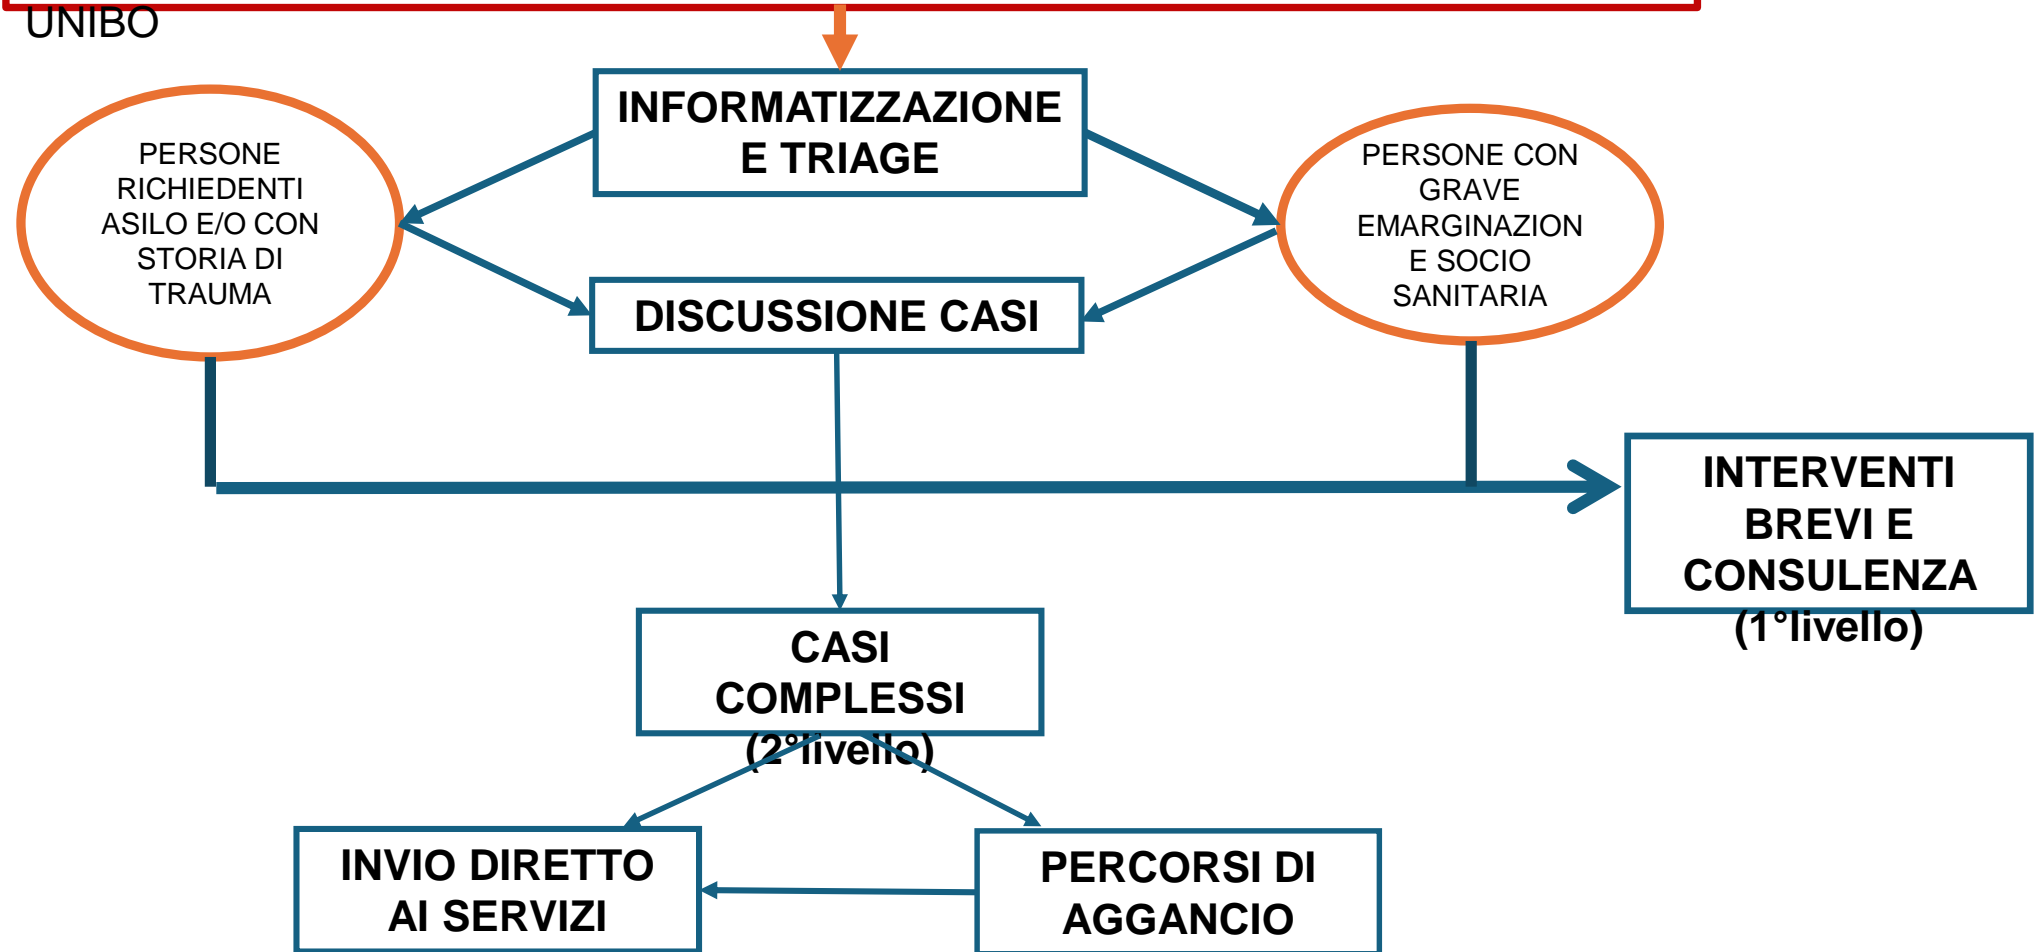 UNIBO
INFORMATIZZAZIONE
E TRIAGE
PERSONE
RICHIEDENTI
ASILO E/O CON
STORIA DI
TRAUMA
PERSONE CON
GRAVE
EMARGINAZION
E SOCIO
SANITARIA
DISCUSSIONE CASI
INTERVENTI
BREVI E
CONSULENZA
(1°livello)
CASI
COMPLESSI
(2°livello)
INVIO DIRETTO
AI SERVIZI
PERCORSI DI
AGGANCIO